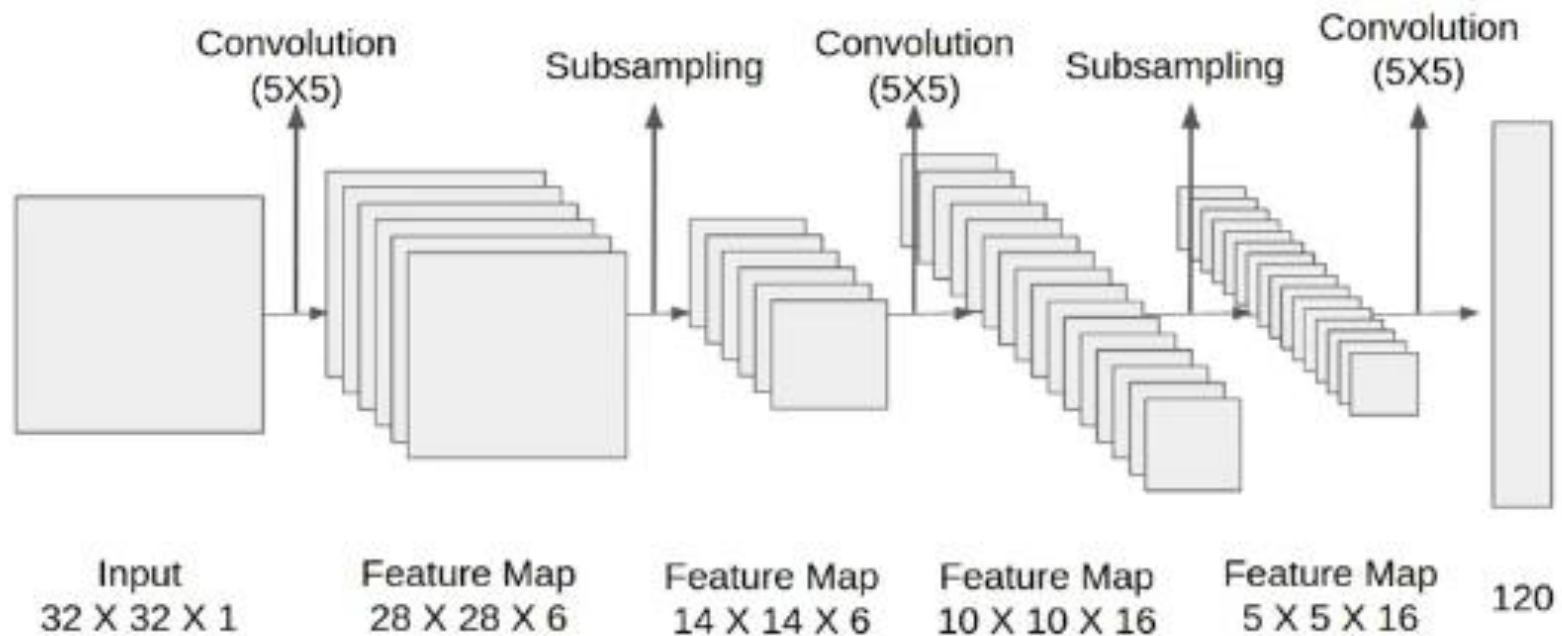 Convolution
(5X5)
Subsampling
Convolution
(5X5)
Subsampling
Convolution
(5X5)
Input
32 X 32 X 1
Feature Map
28 X 28 X 6
Feature Map
14 X 14 X 6
Feature Map
10 X 10 X 16
Feature Map
5 X 5 X 16
120